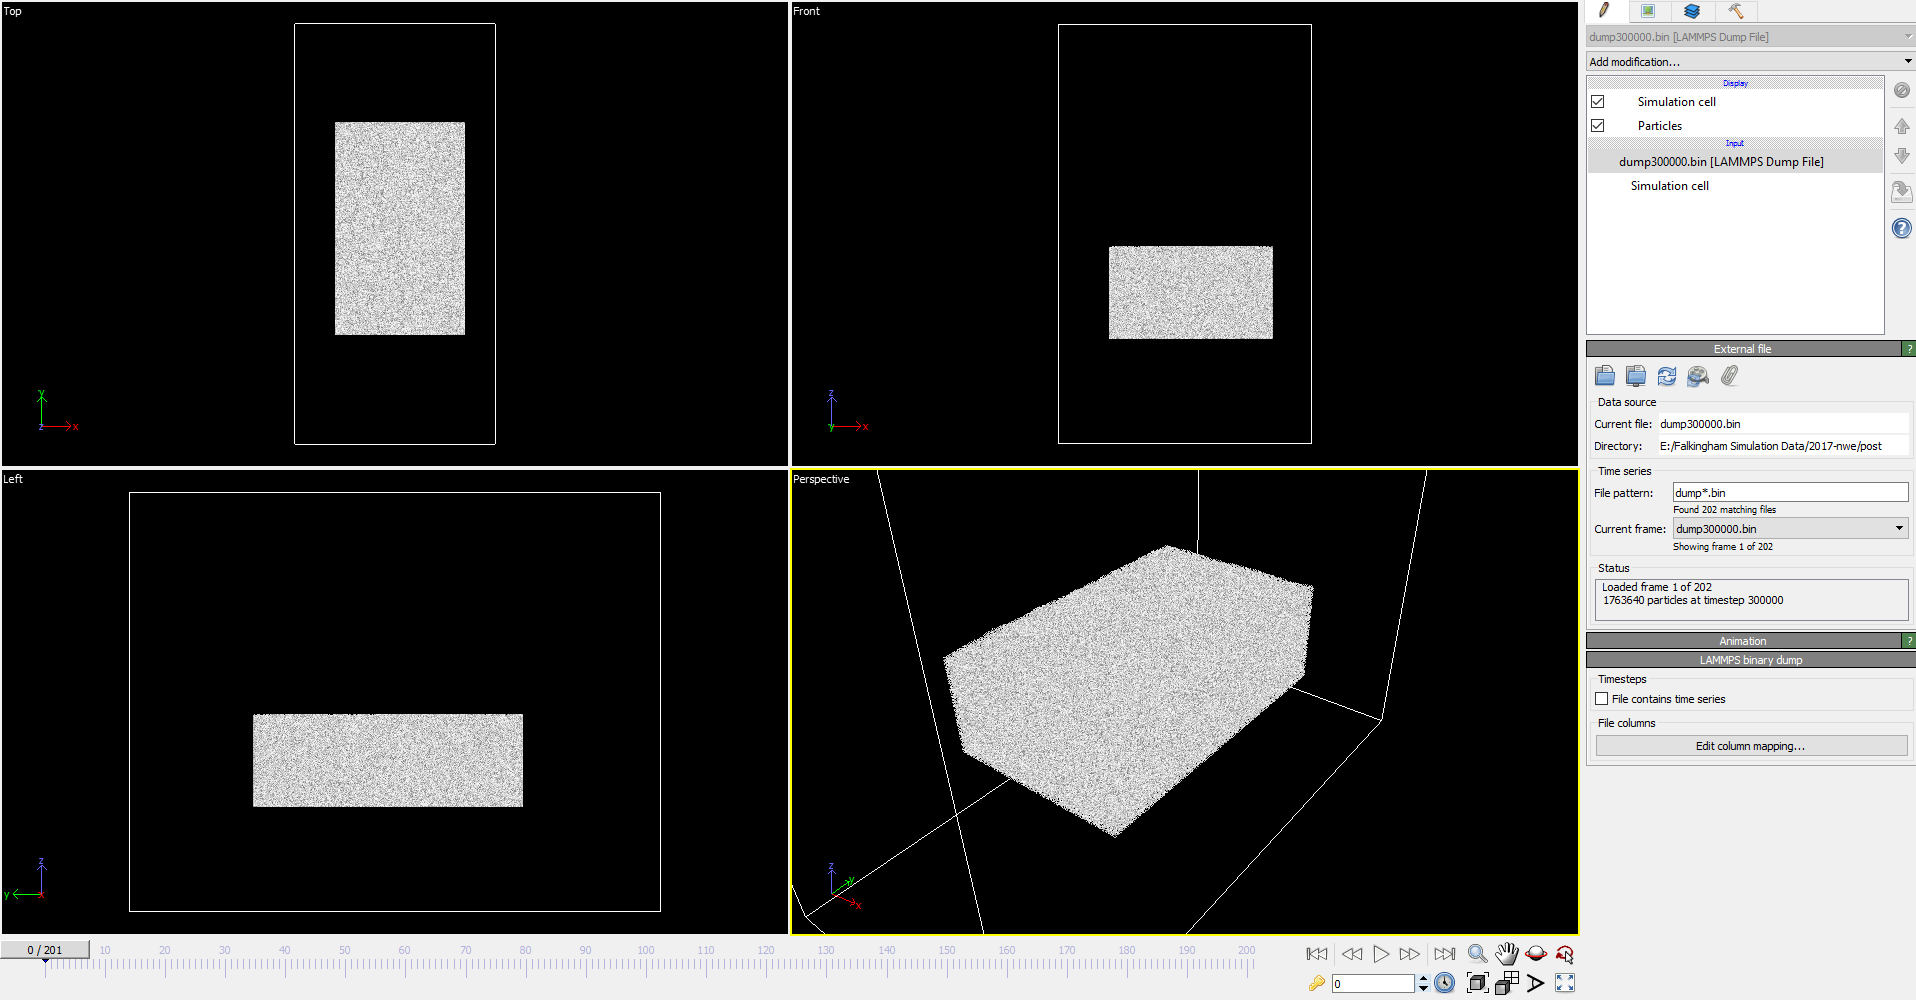 Top
y
z
x
Front
z
y
x
Left
z
y
x
Perspective
z
y
x
0 / 201
10 20 30 40 50 60 70 80 90 100 110 120 130 140 150 160 170 180 190 200
0
dump300000.bin [LAMMPS Dump File]
Add modification...
Display
Simulation cell
Particles
Input
dump300000.bin [LAMMPS Dump File]
Simulation cell
?
External file ?
Data source
Current file: dump300000.bin
Directory: E:/Falkingham Simulation Data/2017-nwe/post
Time series
File pattern: dump*.bin
Found 202 matching files
Current frame: dump300000.bin
Showing frame 1 of 202
Status
Loaded frame 1 of 202
1763640 particles at timestep 300000
Animation ?
LAMMPS binary dump
Timesteps
File contains time series
File columns
Edit column mapping...